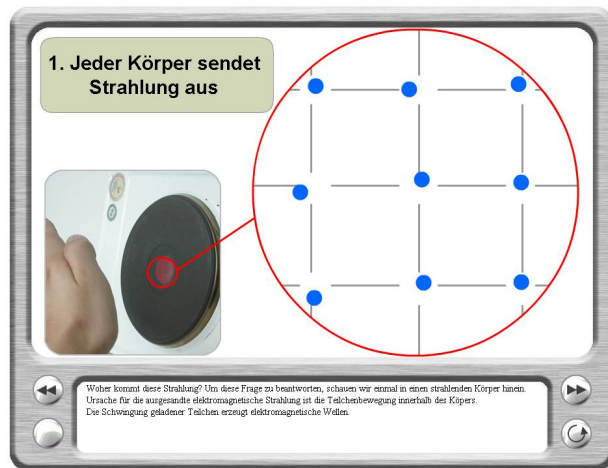 1. Jeder Körper sendet
Strahlung aus
Woher kommt diese Strahlung? Um diese Frage zu beantworten, schauen wir einmal in einen strahlenden Körper hinein.
Ursache für die ausgesandte elektromagnetische Strahlung ist die Teilchenbewegung innerhalb des Köpers.
Die Schwingung geladener Teilchen erzeugt elektromagnetische Wellen.